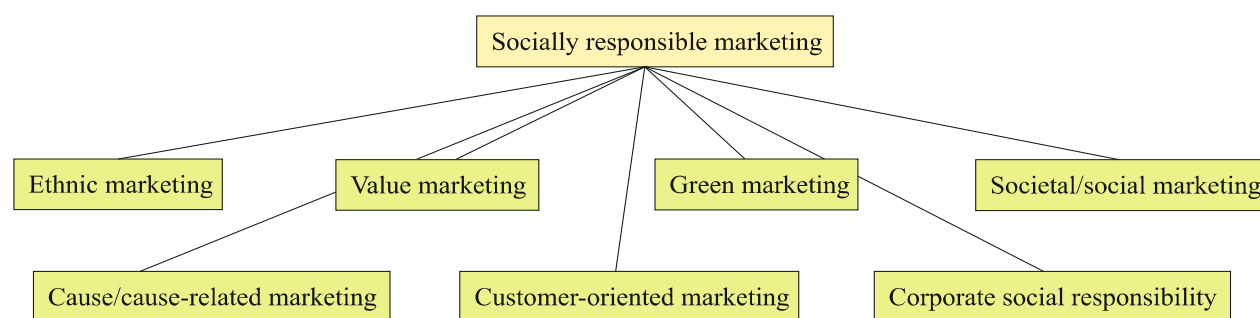 Socially responsible marketing
Ethnic marketing
Value marketing
Green marketing
Societal/social marketing
Cause/cause-related marketing
Customer-oriented marketing
Corporate social responsibility